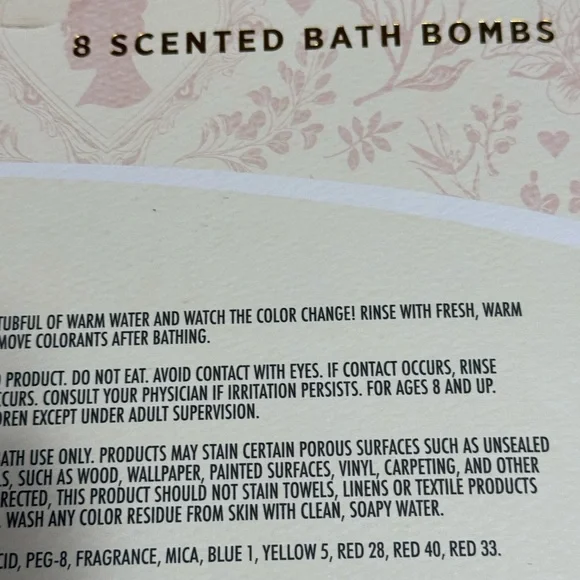 8 SCENTED BATH BOMBS
TUBFUL OF WARM WATER AND WATCH THE COLOR CHANGE! RINSE WITH FRESH, WARM
MOVE COLORANTS AFTER BATHING.
PRODUCT. DO NOT EAT. AVOID CONTACT WITH EYES. IF CONTACT OCCURS, RINSE
CURS. CONSULT YOUR PHYSICIAN IF IRRITATION PERSISTS. FOR AGES 8 AND UP.
DREN EXCEPT UNDER ADULT SUPERVISION.
ATH USE ONLY. PRODUCTS MAY STAIN CERTAIN POROUS SURFACES SUCH AS UNSEALED
S, SUCH AS WOOD, WALLPAPER, PAINTED SURFACES, VINYL, CARPETING, AND OTHER
RECTED, THIS PRODUCT SHOULD NOT STAIN TOWELS, LINENS OR TEXTILE PRODUCTS
WASH ANY COLOR RESIDUE FROM SKIN WITH CLEAN, SOAPY WATER.
CID, PEG-8, FRAGRANCE, MICA, BLUE 1, YELLOW 5, RED 28, RED 40, RED 33.